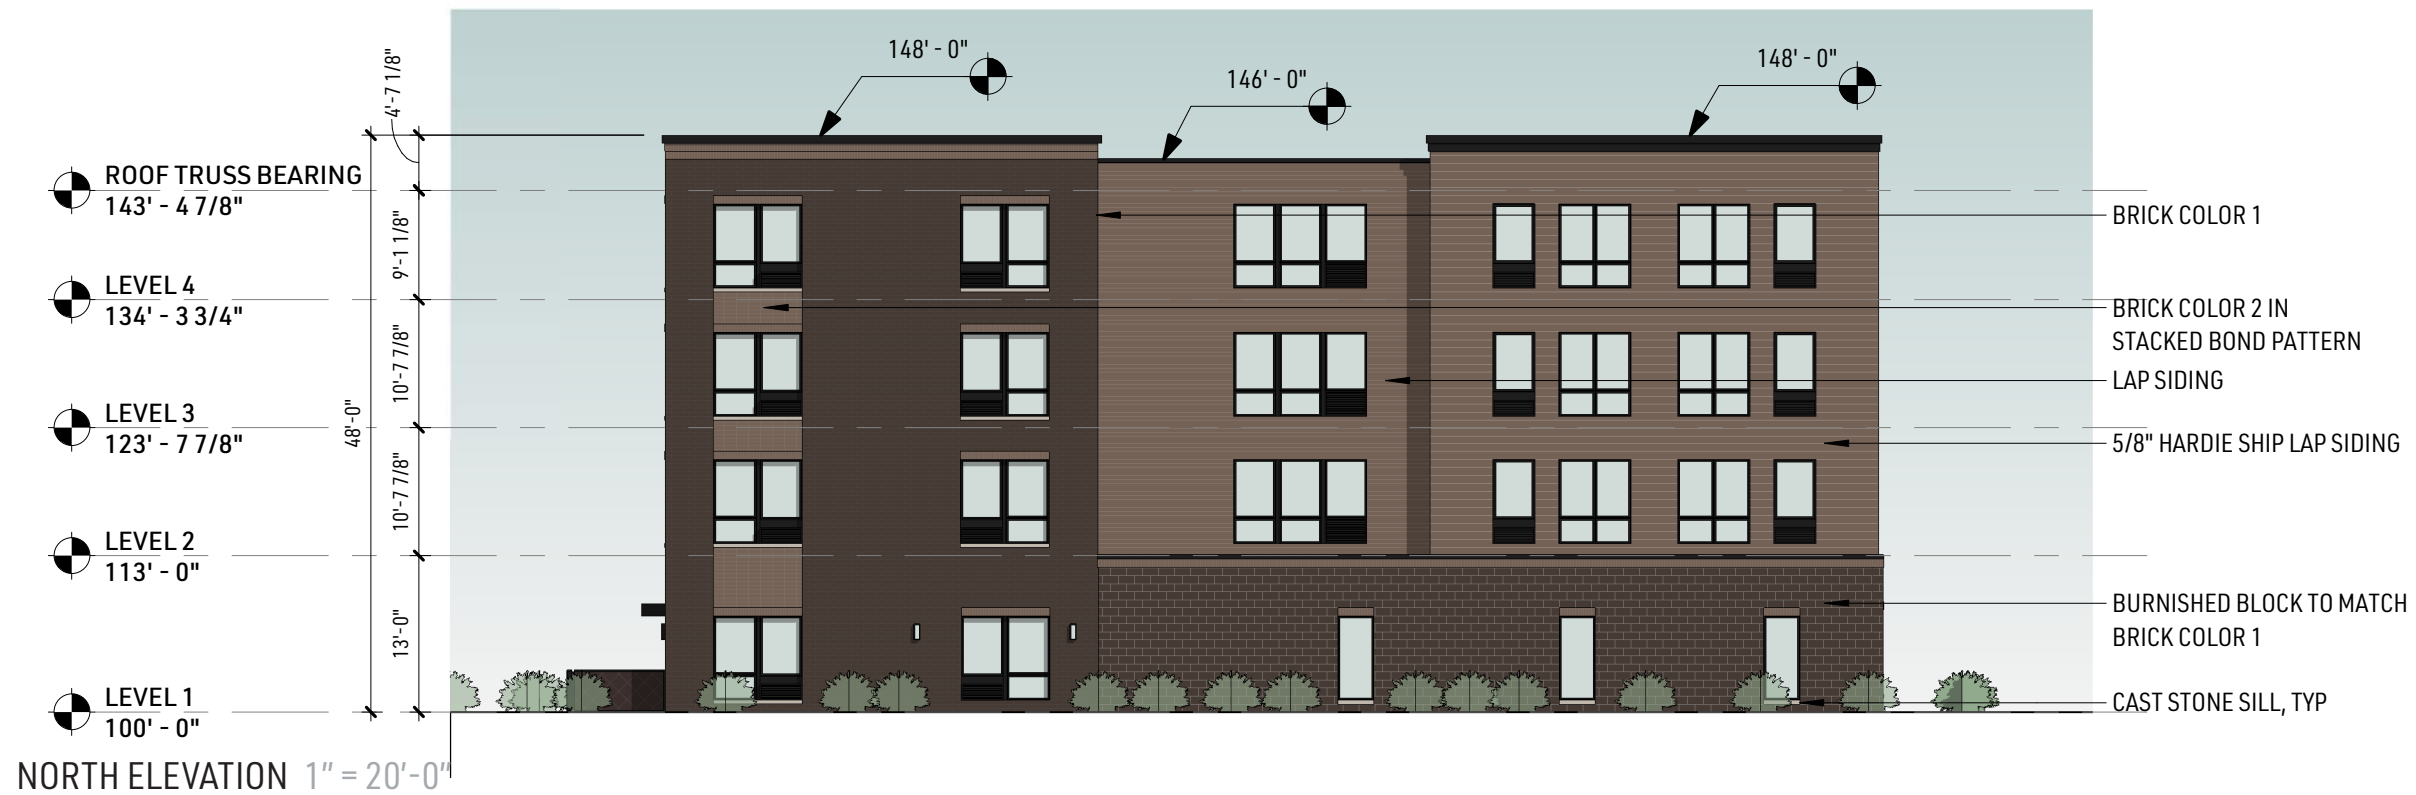 148' - 0"
146' - 0"
148' - 0"
4'-7 1/8"
ROOF TRUSS BEARING
143' - 4 7/8"
9'-1 1/8"
BRICK COLOR 1
LEVEL 4
134' - 3 3/4"
BRICK COLOR 2 IN
STACKED BOND PATTERN
10'-7 7/8"
LAP SIDING
LEVEL 3
123' - 7 7/8"
48'-0"
5/8" HARDIE SHIP LAP SIDING
10'-7 7/8"
LEVEL 2
113' - 0"
13'-0"
BURNISHED BLOCK TO MATCH
BRICK COLOR 1
LEVEL 1
100' - 0"
CAST STONE SILL, TYP
NORTH ELEVATION 1" = 20'-0"